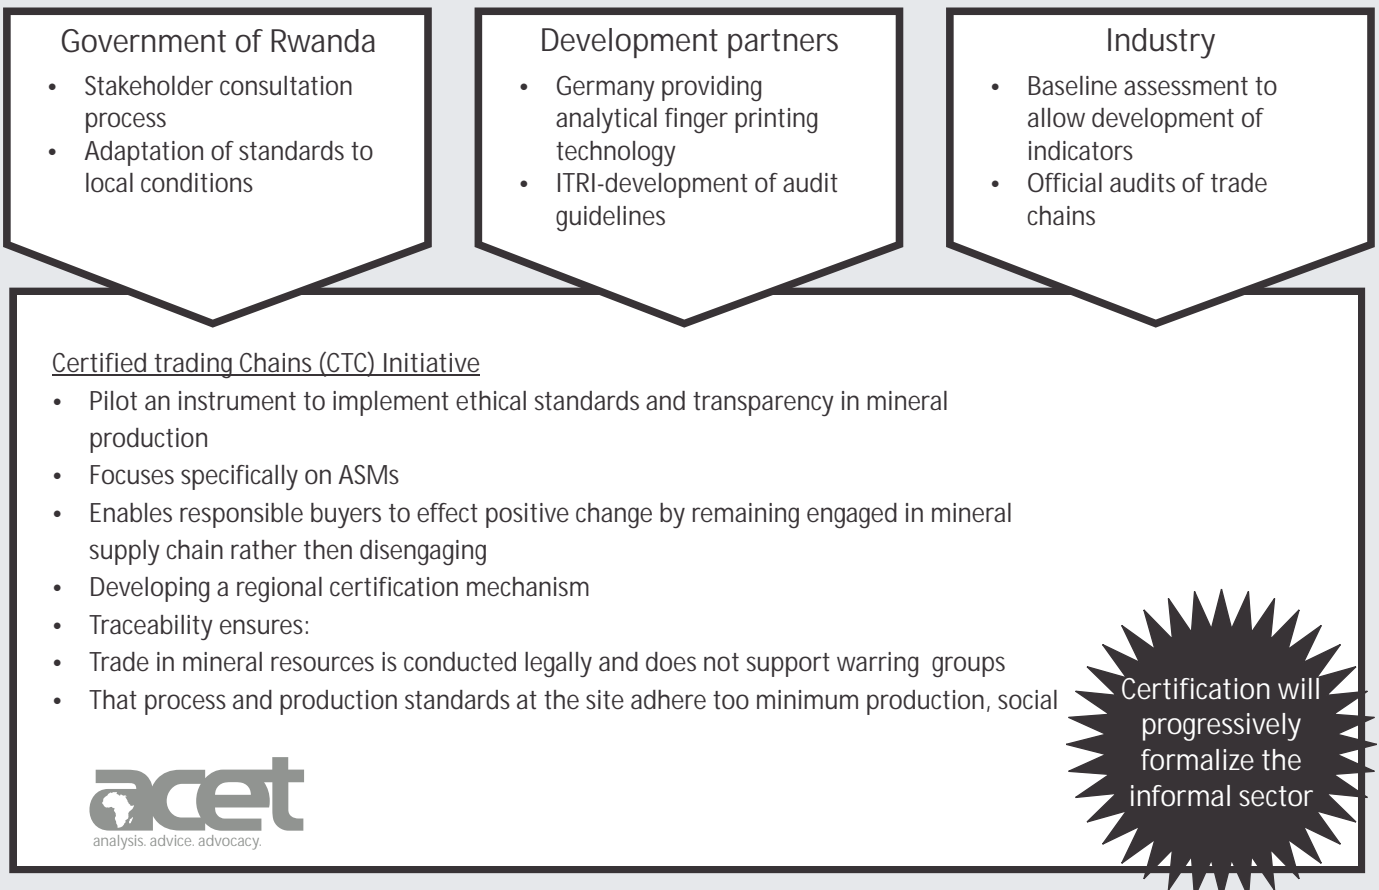 Government of Rwanda
• Stakeholder consultation
process
• Adaptation of standards to
local conditions
Development partners
• Germany providing
analytical finger printing
technology
• ITRI-development of audit
guidelines
Industry
• Baseline assessment to
allow development of
indicators
• Official audits of trade
chains
Certified trading Chains (CTC) Initiative
• Pilot an instrument to implement ethical standards and transparency in mineral
production
• Focuses specifically on ASMs
• Enables responsible buyers to effect positive change by remaining engaged in mineral
supply chain rather then disengaging
• Developing a regional certification mechanism
• Traceability ensures:
• Trade in mineral resources is conducted legally and does not support warring groups
• That process and production standards at the site adhere too minimum production, social
Certification will
progressively
formalize the
informal sector
acet
analysis. advice. advocacy.